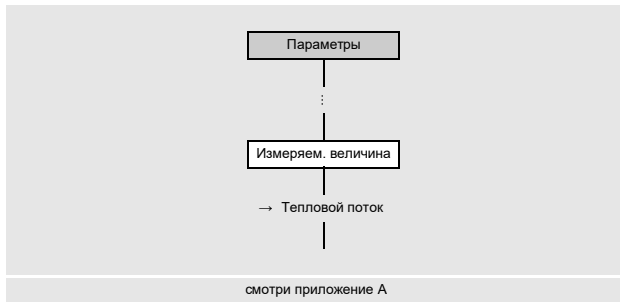 Параметры
⋮
Измеряем. величина
→ Тепловой поток
смотри приложение A